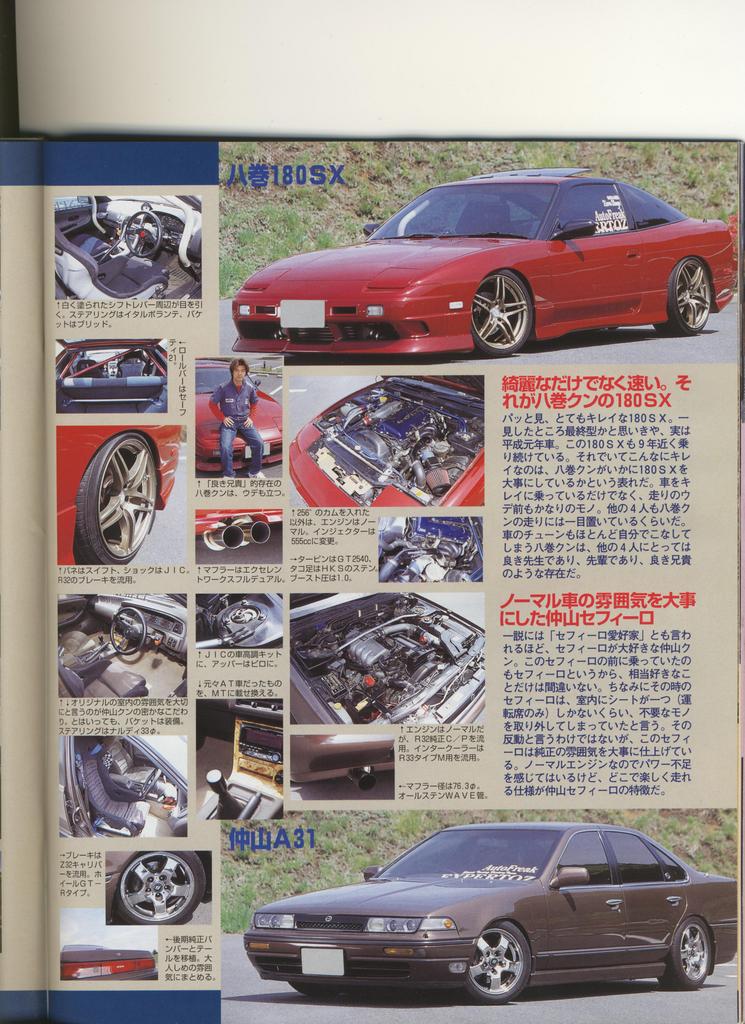 八巻180SX
AutoFreak
↑白く塗られたシフトレバー周辺が目を引
く。ステアリングはイタルボランテ、バケ
ットはブリッド。
←ロールバーはセーフ
ティ21。
↑「良き兄貴」的存在の
八巻クンは、ウデも立つ。
↑バネはスイフト、ショックはJIC。
R32のブレーキを流用。
↑マフラーはエクセレン
トワークスフルデュアル。
↑256°のカムを入れた
以外は、エンジンはノー
マル。インジェクターは
555ccに変更。
→タービンはGT2540、
タコ足はHKSのステン。
ブースト圧は1.0。
綺麗なだけでなく速い。そ
れが八巻クンの180SX
パッと見、とてもキレイな180SX。一
見したところ最終型かと思いきや、実は
平成元年車。この180SXも9年近く乗
り続けている。それでいてこんなにキレ
イなのは、八巻クンがいかに180SXを
大事にしているかという表れだ。車をキ
レイに乗っているだけでなく、走りのウ
デ前もかなりのモノ。他の4人も八巻ク
ンの走りには一目置いているくらいだ。
車のチューンもほとんど自分でこなして
しまう八巻クンは、他の4人にとっては
良き先生であり、先輩であり、良き兄貴
のような存在だ。
ノーマル車の雰囲気を大事
にした仲山セフィーロ
一説には「セフィーロ愛好家」とも言わ
れるほど、セフィーロが大好きな仲山ク
ン。このセフィーロの前に乗っていたの
もセフィーロというから、相当好きなこ
とだけは間違いない。ちなみにその時の
セフィーロは、室内にシートが一つ（運
転席のみ）しかないくらい、不要なモノ
を取り外してしまっていたと言う。その
反動と言うわけではないが、このセフィ
ーロは純正の雰囲気を大事に仕上げてい
る。ノーマルエンジンなのでパワー不足
を感じてはいるけど、どこで楽しく走れ
る仕様が仲山セフィーロの特徴だ。
↑JICの車高調キット
に、アッパーはピロに。
↓元々AT車だったもの
を、MTに載せ換える。
↑↓オリジナルの室内の雰囲気を大切
にと言うのが仲山クンの密かなこだわ
り。とはいっても、バケットは装備。
ステアリングはナルディ33φ。
↑エンジンはノーマルだ
が、R32純正C/Pを流
用。インタークーラーは
R33タイプM用を流用。
←マフラー径は76.3φ。
オールステンWAVE管。
仲山A31
→ブレーキは
Z32キャリパ
ーを流用。ホ
イールGT-
Rタイプ。
←後期純正バ
ンパーとテー
ルを移植。大
人しめの雰囲
気にまとめる。
AutoFreak
EXPERTOZ